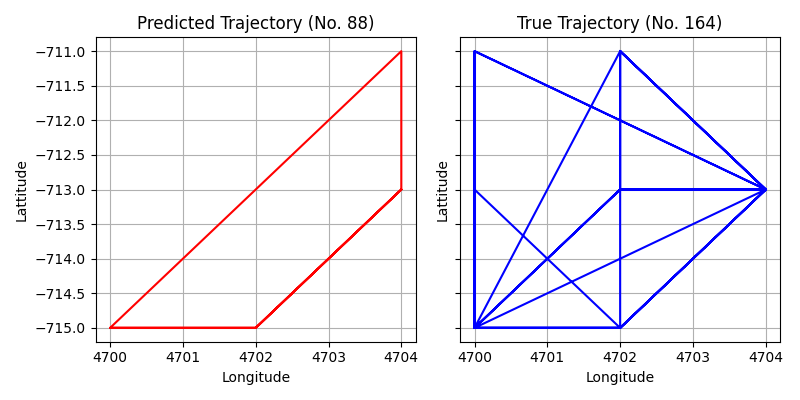 Predicted Trajectory (No. 88)
True Trajectory (No. 164)
−711.0
−711.5
−712.0
−712.5
−713.0
−713.5
−714.0
−714.5
−715.0
Lattitude
Lattitude
4700 4701 4702 4703 4704
4700 4701 4702 4703 4704
Longitude
Longitude